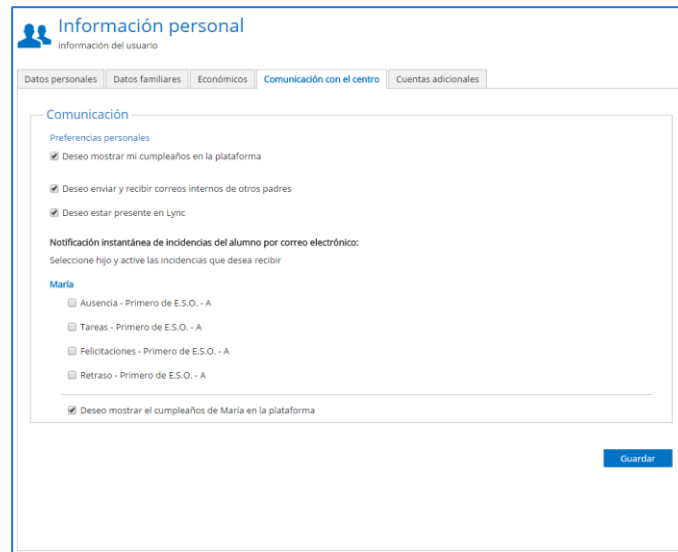 Información personal
Información del usuario
Datos personales Datos familiares Económicos Comunicación con el centro Cuentas adicionales
Comunicación
Preferencias personales
Deseo mostrar mi cumpleaños en la plataforma
Deseo enviar y recibir correos internos de otros padres
Deseo estar presente en Lync
Notificación instantánea de incidencias del alumno por correo electrónico:
Seleccione hijo y active las incidencias que desea recibir
María
Ausencia - Primero de E.S.O. - A
Tareas - Primero de E.S.O. - A
Felicitaciones - Primero de E.S.O. - A
Retraso - Primero de E.S.O. - A
Deseo mostrar el cumpleaños de María en la plataforma
Guardar